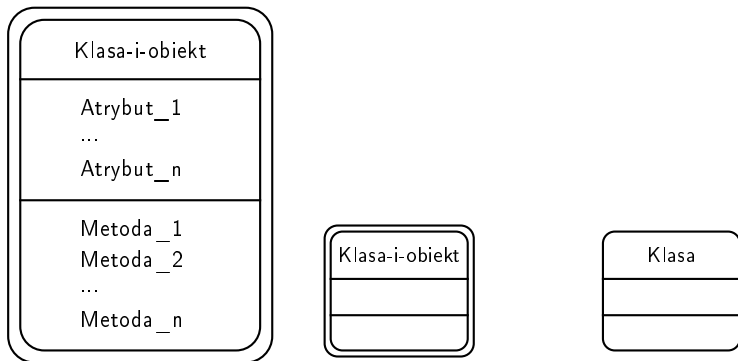 Klasa-i-obiekt
Atrybut_1
...
Atrybut_n
Metoda_1
Metoda_2
...
Metoda_n
Klasa-i-obiekt
Klasa